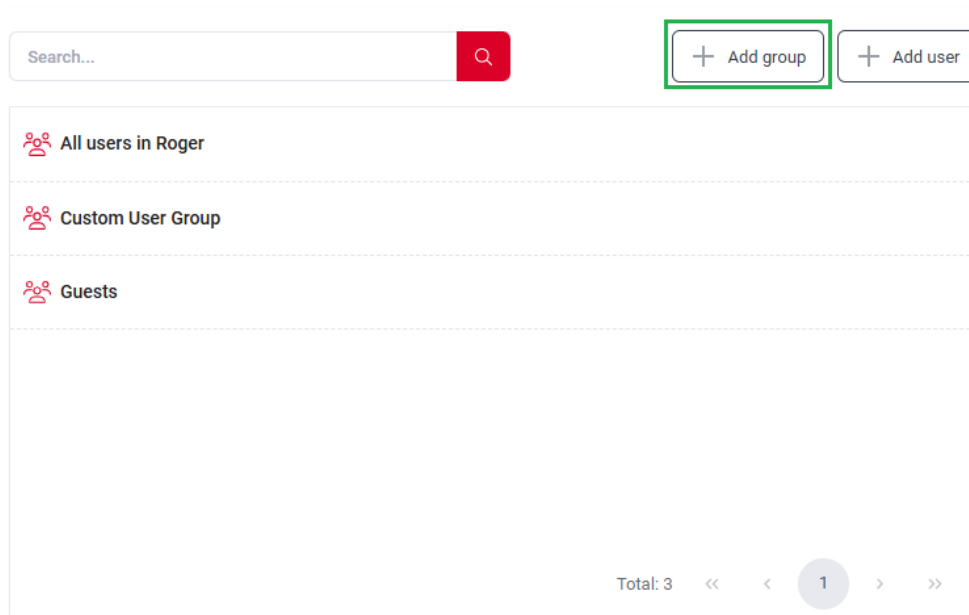 Search...
Add group
Add user
All users in Roger
Custom User Group
Guests
Total: 3
1